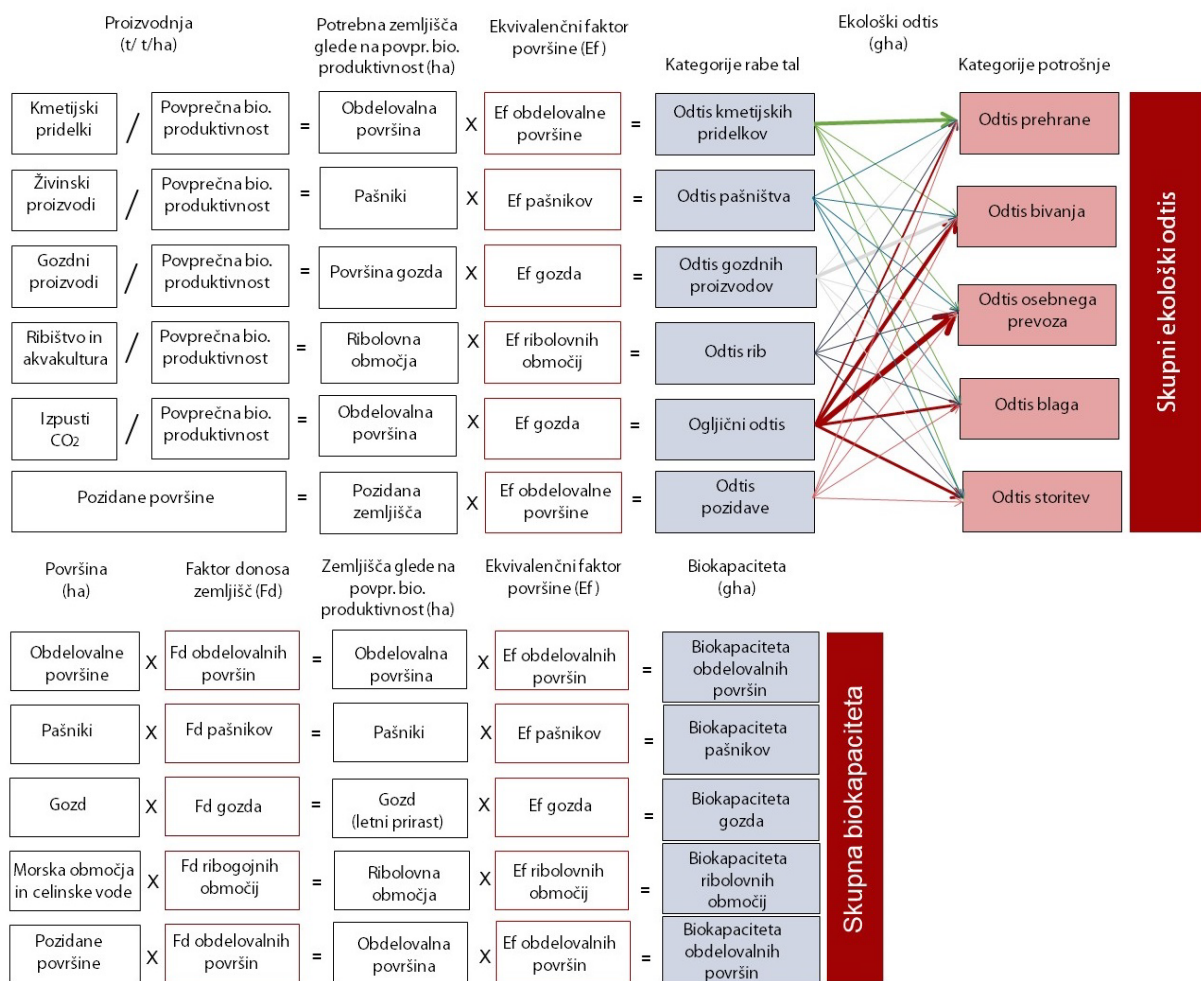 Proizvodnja
(t/ t/ha)
Potrebna zemljišča
glede na povpr. bio.
produktivnost (ha)
Ekvivalenčni faktor
površine (Ef)
Ekološki odtis
(gha)
Kategorije rabe tal
Kategorije potrošnje
Kmetijski
pridelki
/
Povprečna bio.
produktivnost
=
Obdelovalna
površina
X
Ef obdelovalne
površine
=
Odtis kmetijskih
pridelkov
Odtis prehrane
Živinski
proizvodi
/
Povprečna bio.
produktivnost
=
Pašniki
X
Ef pašnikov
=
Odtis pašništva
Odtis bivanja
Gozdni
proizvodi
/
Povprečna bio.
produktivnost
=
Površina gozda
X
Ef gozda
=
Odtis gozdnih
proizvodov
Odtis osebnega
prevoza
Ribištvo in
akvakultura
/
Povprečna bio.
produktivnost
=
Ribolovna
območja
X
Ef ribolovnih
območij
=
Odtis rib
Odtis blaga
Izpusti
CO2
/
Povprečna bio.
produktivnost
=
Obdelovalna
površina
X
Ef gozda
=
Ogljični odtis
Odtis storitev
Pozidane površine
=
Pozidana
zemljišča
X
Ef obdelovalne
površine
=
Odtis
pozidave
Skupni ekološki odtis
Površina
(ha)
Faktor donosa
zemljišč (Fd)
Zemljišča glede na
povpr. bio.
produktivnost (ha)
Ekvivalenčni faktor
površine (Ef)
Biokapaciteta
(gha)
Obdelovalne
površine
X
Fd obdelovalnih
površin
=
Obdelovalna
površina
X
Ef obdelovalnih
površin
=
Biokapaciteta
obdelovalnih
površin
Pašniki
X
Fd pašnikov
=
Pašniki
X
Ef pašnikov
=
Biokapaciteta
pašnikov
Gozd
X
Fd gozda
=
Gozd
(letni prirast)
X
Ef gozda
=
Biokapaciteta
gozda
Morska območja
in celinske vode
X
Fd ribogojnih
območij
=
Ribolovna
območja
X
Ef ribolovnih
območij
=
Biokapaciteta
ribolovnih
območij
Pozidane
površine
X
Fd obdelovalnih
površin
=
Obdelovalna
površina
X
Ef obdelovalnih
površin
=
Biokapaciteta
obdelovalnih
površin
Skupna biokapaciteta